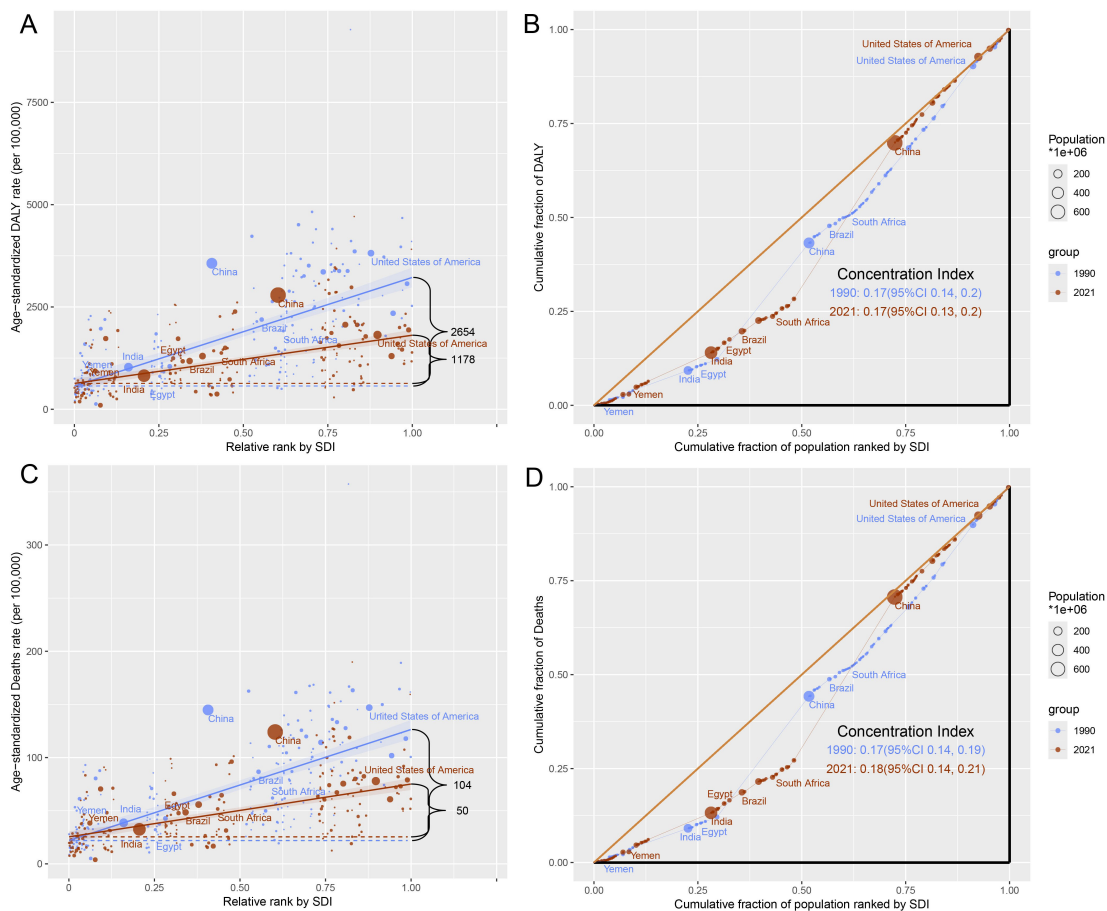 A
Age−standardized DALY rate (per 100,000)
7500
5000
2500
0
China
United States of America
China
Brazil
South Africa
United States of America
India
Egypt
Yemen
Yemen
South Africa
Brazil
India
Egypt
2654
1178
0
0.25
0.50
0.75
1.00
Relative rank by SDI
B
Cumulative fraction of DALY
1.00
0.75
0.50
0.25
0.00
United States of America
United States of America
China
South Africa
Brazil
China
Concentration Index
1990: 0.17(95%CI 0.14, 0.2)
2021: 0.17(95%CI 0.13, 0.2)
South Africa
Brazil
Egypt
India
Egypt
India
Yemen
Yemen
0.00
0.25
0.50
0.75
1.00
Cumulative fraction of population ranked by SDI
Population
*1e+06
200
400
600
group
1990
2021
C
Age−standardized Deaths rate (per 100,000)
300
200
100
0
China
United States of America
China
United States of America
Brazil
South Africa
Yemen
India
Egypt
Yemen
Brazil
South Africa
India
Egypt
104
50
0
0.25
0.50
0.75
1.00
Relative rank by SDI
D
Cumulative fraction of Deaths
1.00
0.75
0.50
0.25
0.00
United States of America
United States of America
China
South Africa
Brazil
China
Concentration Index
1990: 0.17(95%CI 0.14, 0.19)
2021: 0.18(95%CI 0.14, 0.21)
South Africa
Egypt
Brazil
India
Egypt
India
Yemen
Yemen
0.00
0.25
0.50
0.75
1.00
Cumulative fraction of population ranked by SDI
Population
*1e+06
200
400
600
group
1990
2021